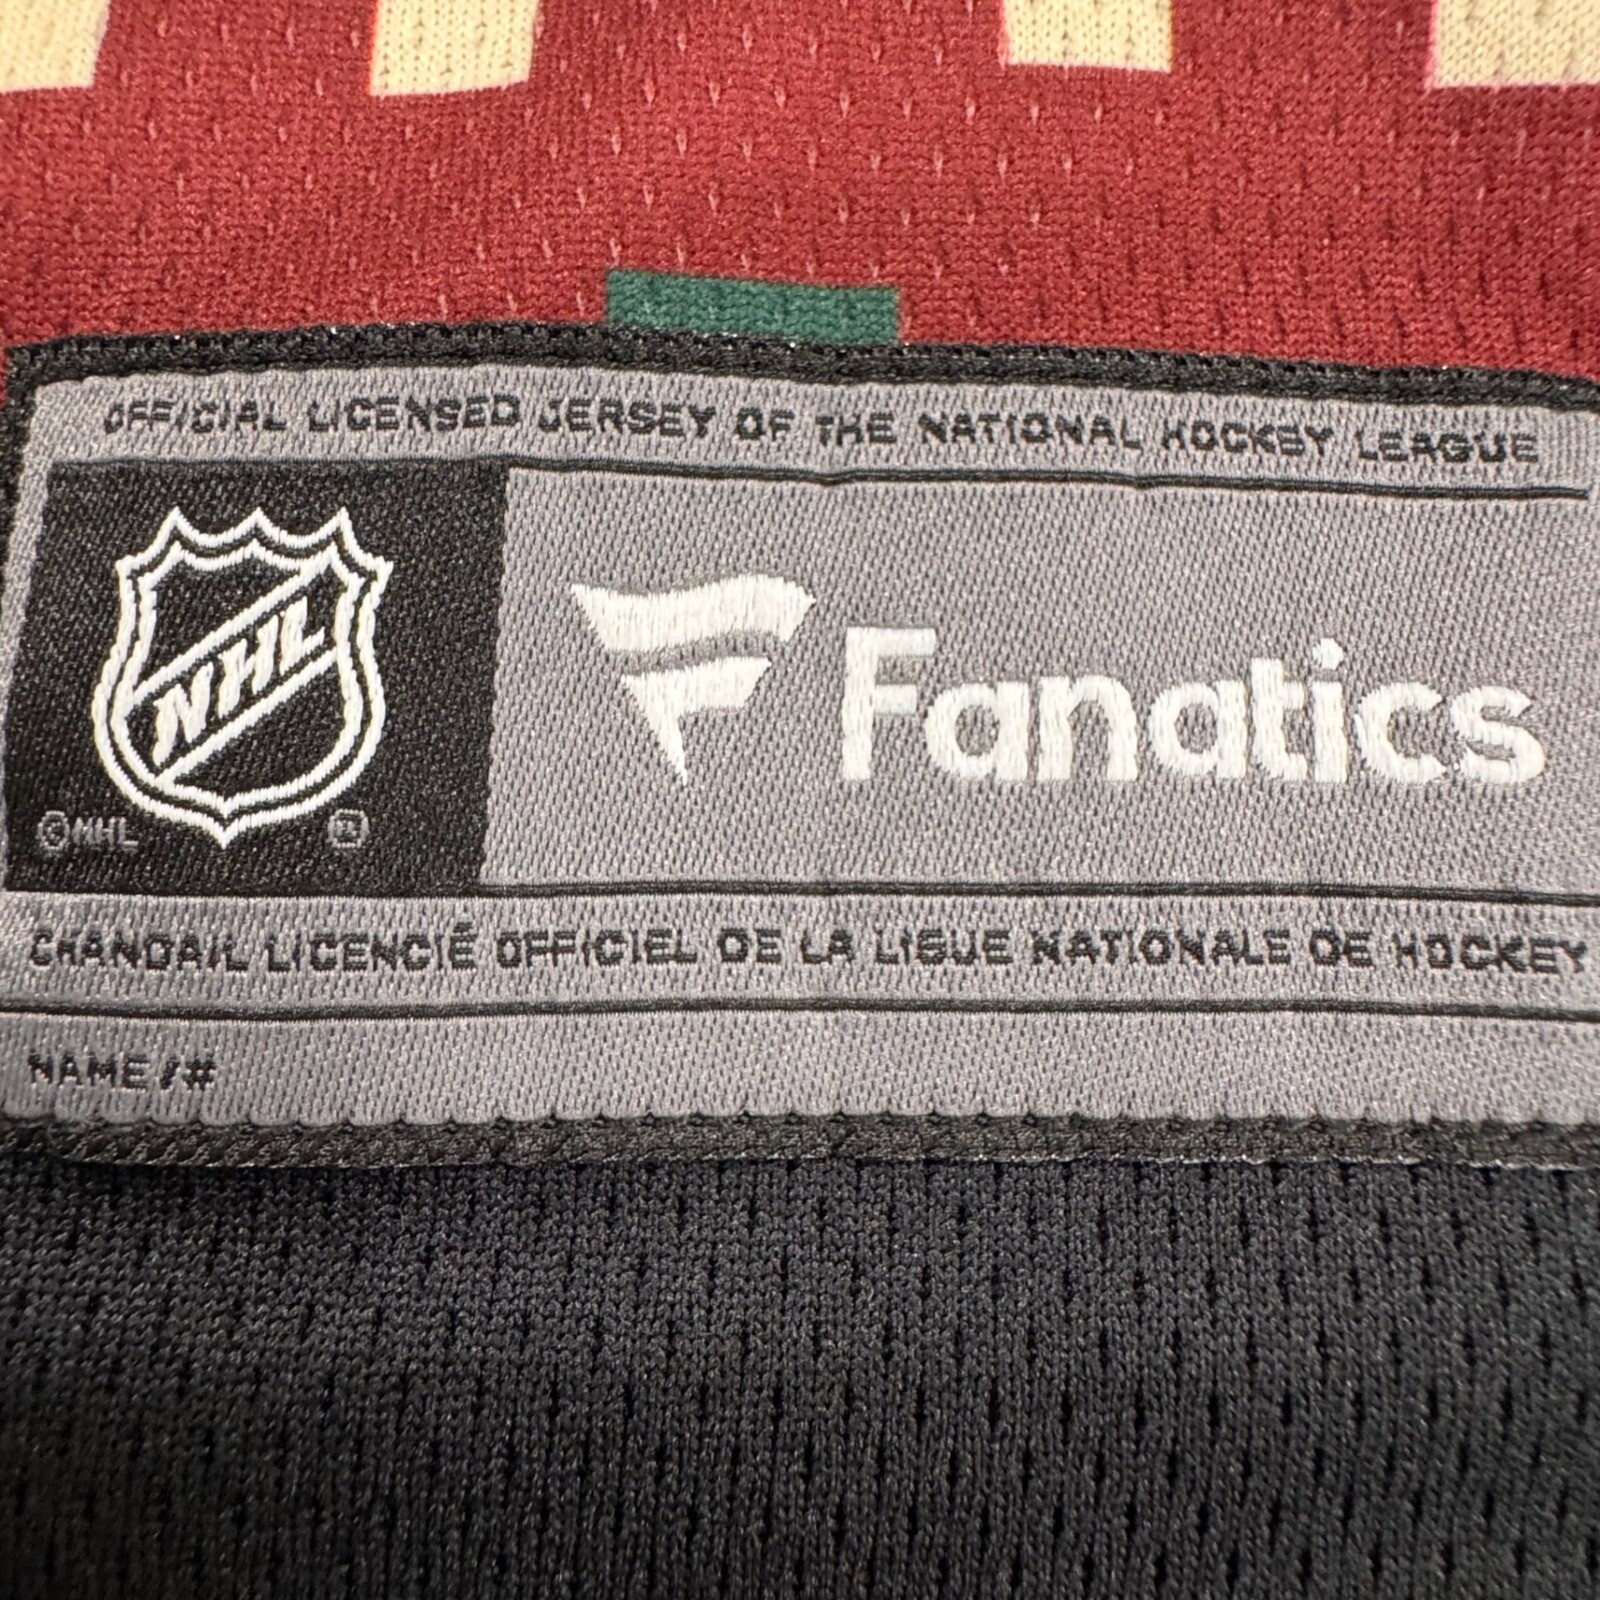 OFFICIAL LICENSED JERSEY OF THE NATIONAL HOCKEY LEAGUE
NHL
Fanatics
©NHL ®
CHANDAIL LICENCIÉ OFFICIEL DE LA LIGUE NATIONALE DE HOCKEY
NAME/#